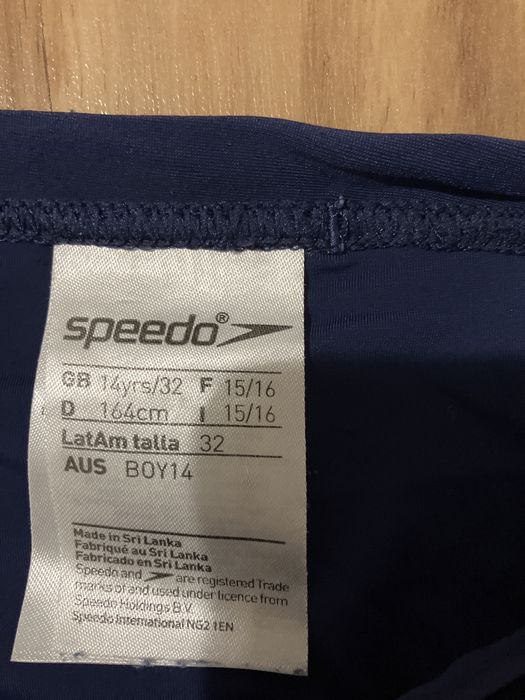 speedo®
GB 14yrs/32 F 15/16
D 164cm I 15/16
LatAm talla 32
AUS BOY14
Made in Sri Lanka
Fabriqué au Sri Lanka
Fabricado en Sri Lanka
Speedo and are registered Trade
marks of and used under licence from
Speedo Holdings B.V.
Speedo International NG2 1EN